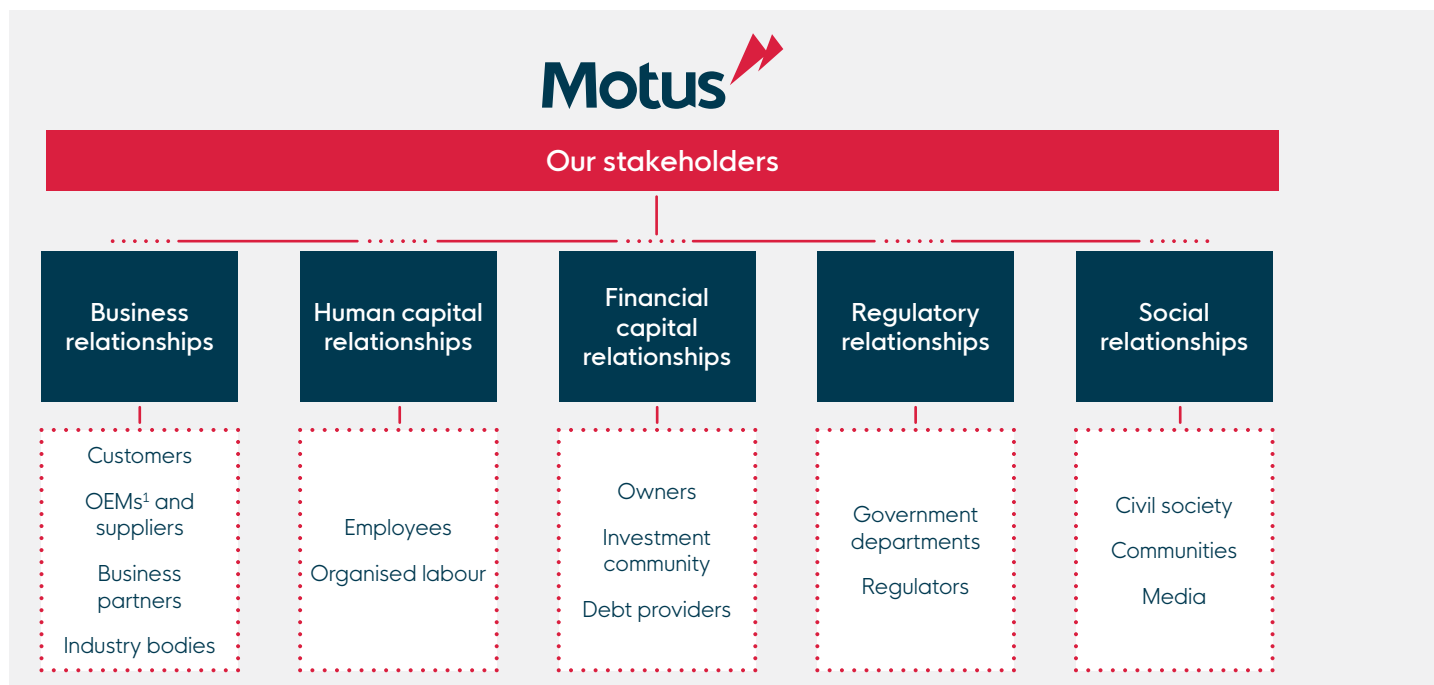 Motus
Our stakeholders
Business
relationships
Human capital
relationships
Financial
capital
relationships
Regulatory
relationships
Social
relationships
Customers
OEMs¹ and
suppliers
Business
partners
Industry bodies
Employees
Organised labour
Owners
Investment
community
Debt providers
Government
departments
Regulators
Civil society
Communities
Media